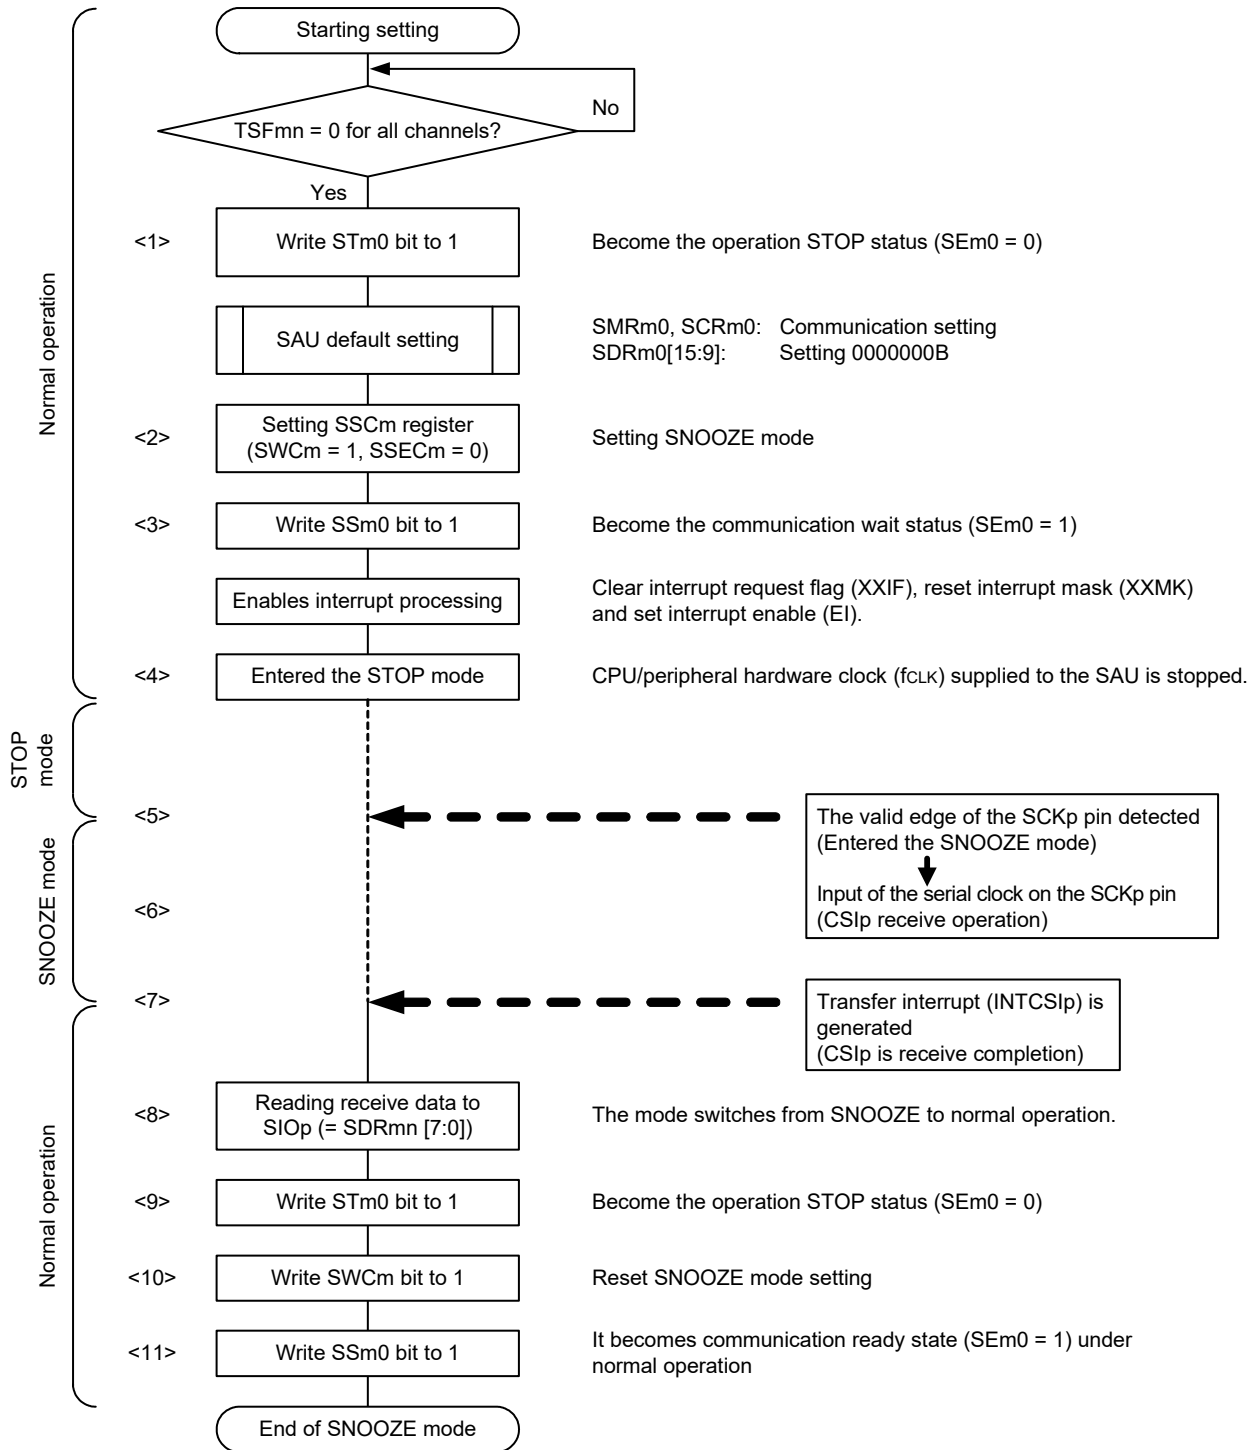 Starting setting
No
TSFmn = 0 for all channels?
Yes
<1>
Write STm0 bit to 1
Become the operation STOP status (SEm0 = 0)
SAU default setting
SMRm0, SCRm0: Communication setting
SDRm0[15:9]: Setting 0000000B
Normal operation
<2>
Setting SSCm register
(SWCm = 1, SSECm = 0)
Setting SNOOZE mode
<3>
Write SSm0 bit to 1
Become the communication wait status (SEm0 = 1)
Enables interrupt processing
Clear interrupt request flag (XXIF), reset interrupt mask (XXMK)
and set interrupt enable (EI).
<4>
Entered the STOP mode
CPU/peripheral hardware clock (fCLK) supplied to the SAU is stopped.
STOP
mode
<5>
The valid edge of the SCKp pin detected
(Entered the SNOOZE mode)
SNOOZE mode
<6>
Input of the serial clock on the SCKp pin
(CSIp receive operation)
<7>
Transfer interrupt (INTCSIp) is
generated
(CSIp is receive completion)
<8>
Reading receive data to
SIOp (= SDRmn [7:0])
The mode switches from SNOOZE to normal operation.
Normal operation
<9>
Write STm0 bit to 1
Become the operation STOP status (SEm0 = 0)
<10>
Write SWCm bit to 1
Reset SNOOZE mode setting
<11>
Write SSm0 bit to 1
It becomes communication ready state (SEm0 = 1) under
normal operation
End of SNOOZE mode